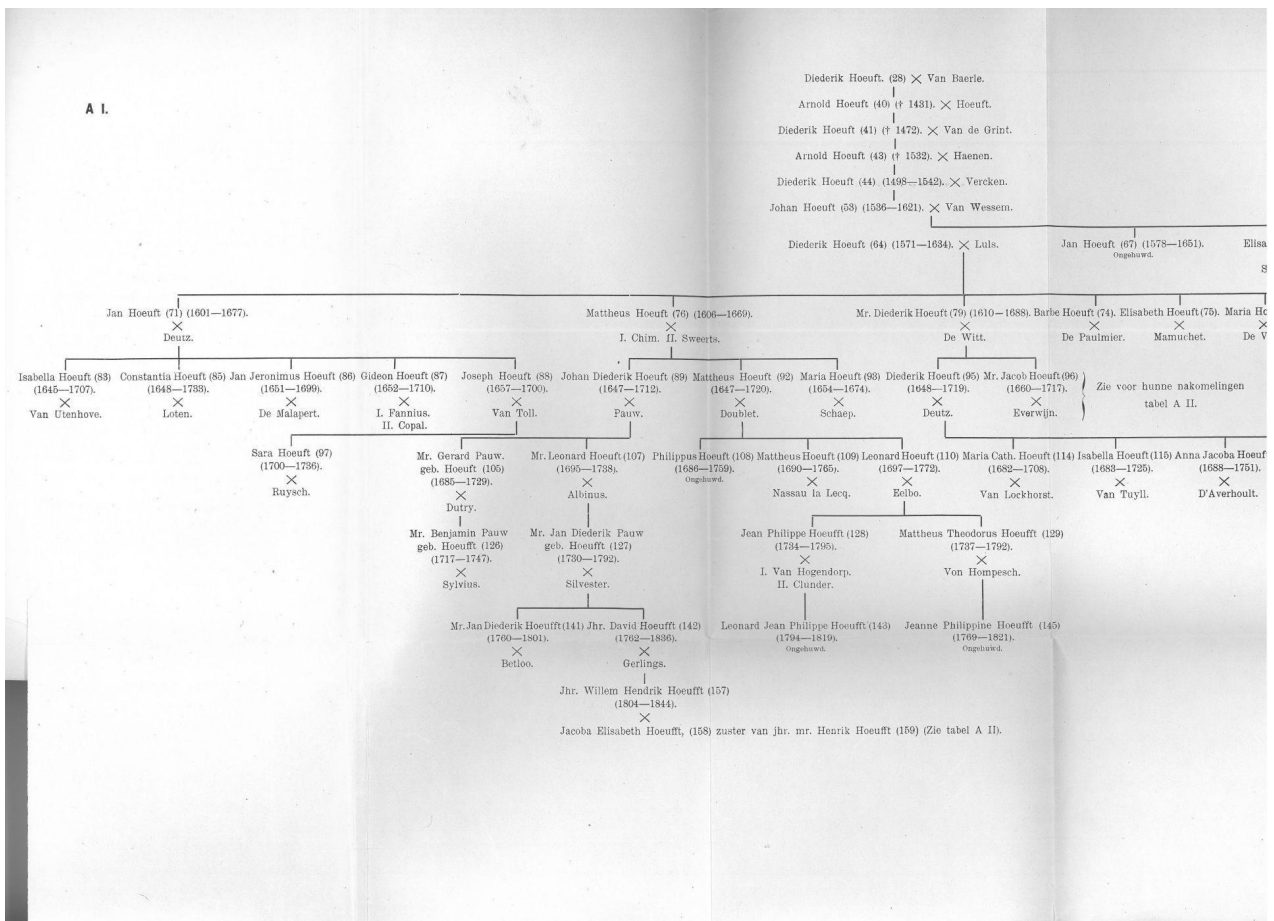 A I.
Diederik Hoeuft. (28) × Van Baerle.
Arnold Hoeuft (40) († 1431). × Hoeuft.
Diederik Hoeuft (41) († 1472). × Van de Grint.
Arnold Hoeuft (43) († 1532). × Haenen.
Diederik Hoeuft (44) (1498—1542). × Vercken.
Johan Hoeuft (53) (1536—1621). × Van Wessem.
Diederik Hoeuft (64) (1571—1634). × Luls. Jan Hoeuft (67) (1578—1651). Elisa
Ongehuwd.
S
Jan Hoeuft (71) (1601—1677). Mattheus Hoeuft (76) (1606—1669). Mr. Diederik Hoeuft (79) (1610—1688). Barbe Hoeuft (74). Elisabeth Hoeuft (75). Maria Ho
× × × × × ×
Deutz. I. Chim. II. Sweerts. De Witt. De Paulmier. Mamuchet. De V
Isabella Hoeuft (83) Constantia Hoeuft (85) Jan Jeronimus Hoeuft (86) Gideon Hoeuft (87) Joseph Hoeuft (88) Johan Diederik Hoeuft (89) Mattheus Hoeuft (92) Maria Hoeuft (93) Diederik Hoeuft (95) Mr. Jacob Hoeuft (96)
(1645—1707). (1648—1733). (1651—1699). (1652—1710). (1657—1700). (1647—1712). (1647—1720). (1654—1674). (1648—1719). (1660—1717). Zie voor hunne nakomelingen
× × × × × × × × × × tabel A II.
Van Utenhove. Loten. De Malapert. I. Fannius. Van Toll. Pauw. Doublet. Schaep. Deutz. Everwijn.
II. Copal.
Sara Hoeuft (97) Mr. Gerard Pauw. Mr. Leonard Hoeuft (107) Philippus Hoeuft (108) Mattheus Hoeuft (109) Leonard Hoeuft (110) Maria Cath. Hoeuft (114) Isabella Hoeuft (115) Anna Jacoba Hoeuf
(1700—1736). geb. Hoeuft (105) (1695—1738). (1686—1759). (1690—1765). (1697—1772). (1682—1708). (1683—1725). (1688—1751).
× (1685—1729). × Ongehuwd. × × × × ×
Ruysch. × Albinus. Nassau la Lecq. Eelbo. Van Lockhorst. Van Tuyll. D'Averhoult.
Dutry.
Mr. Benjamin Pauw Mr. Jan Diederik Pauw Jean Philippe Hoeufft (128) Mattheus Theodorus Hoeufft (129)
geb. Hoeufft (126) geb. Hoeufft (127) (1734—1795). (1737—1792).
(1717—1747). (1730—1792). × ×
× × I. Van Hogendorp. Von Hompesch.
Sylvius. Silvester. II. Clunder.
Mr. Jan Diederik Hoeufft (141) Jhr. David Hoeufft (142) Leonard Jean Philippe Hoeufft (143) Jeanne Philippine Hoeufft (145)
(1760—1801). (1762—1836). (1794—1819). (1769—1821).
× × Ongehuwd. Ongehuwd.
Betloo. Gerlings.
Jhr. Willem Hendrik Hoeufft (157)
(1804—1844).
×
Jacoba Elisabeth Hoeufft, (158) zuster van jhr. mr. Henrik Hoeufft (159) (Zie tabel A II).